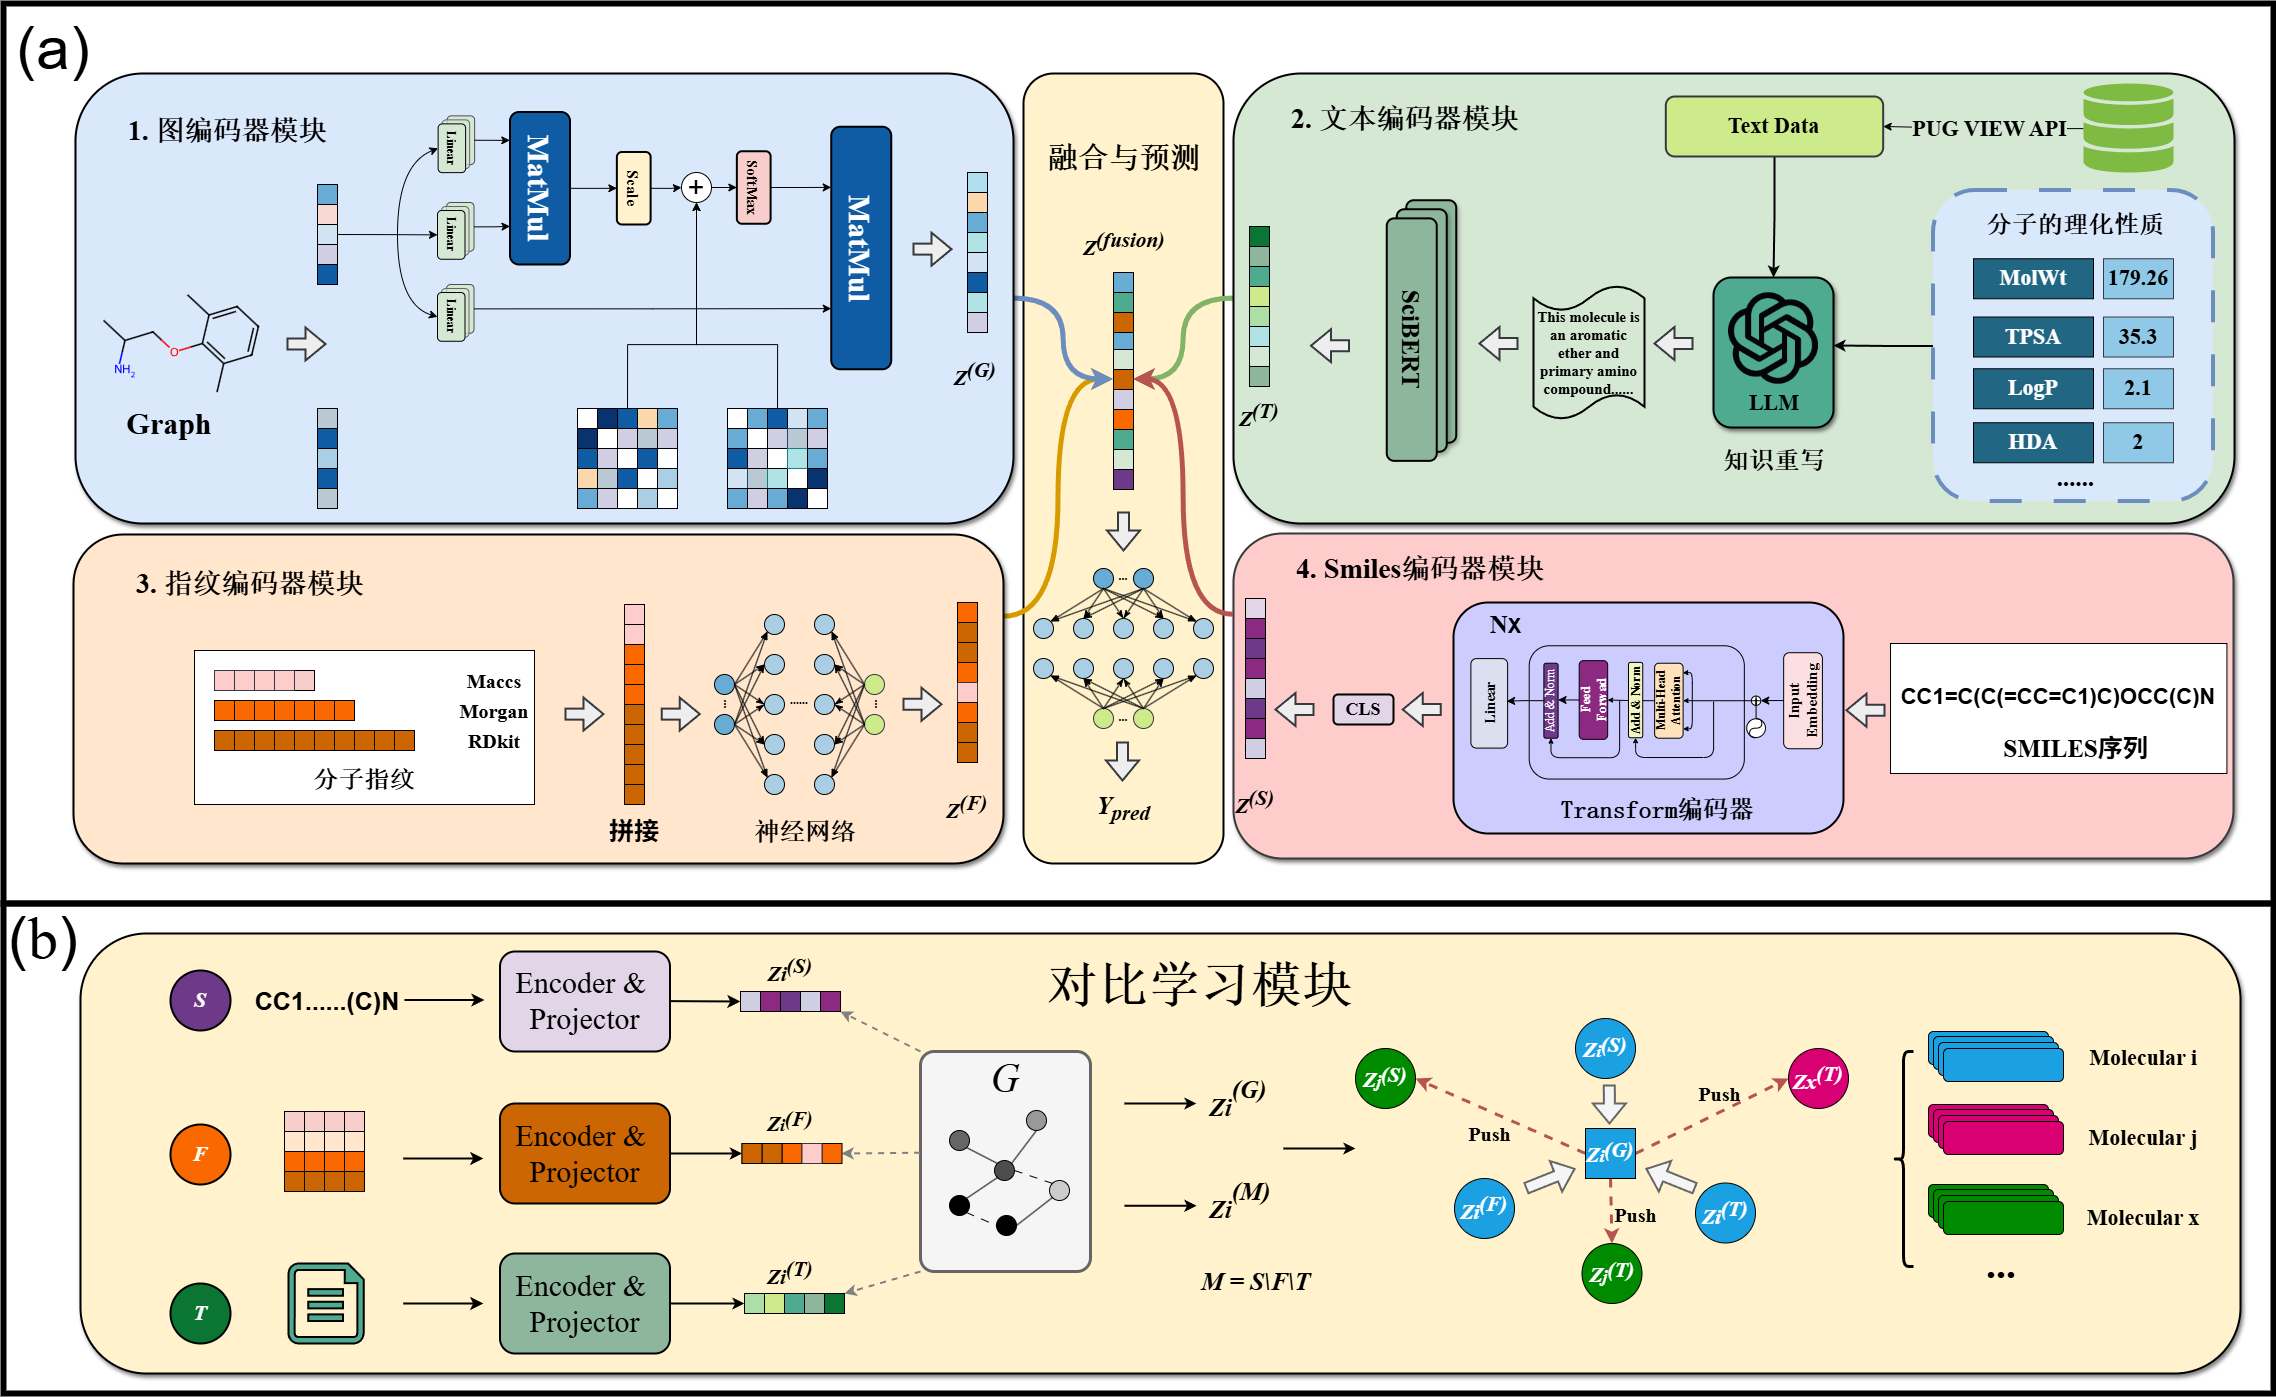 (a)
1. 图编码器模块
Linear
Linear
Linear
MatMul
Scale
+
SoftMax
MatMul
Z(G)
NH2
O
Graph
融合与预测
Z(fusion)
...
...
Ypred
2. 文本编码器模块
Text Data
PUG VIEW API
分子的理化性质
MolWt 179.26
TPSA 35.3
LogP 2.1
HDA 2
......
LLM
知识重写
This molecule is
an aromatic
ether and
primary amino
compound......
SciBERT
Z(T)
3. 指纹编码器模块
Maccs
Morgan
RDkit
分子指纹
拼接
...
......
...
神经网络
Z(F)
4. Smiles编码器模块
Z(S)
CLS
NX
Linear
Add & Norm
Feed
Forwad
Add & Norm
Multi-Head
Attention
Input
Embedding
Transform编码器
CC1=C(C(=CC=C1)C)OCC(C)N
SMILES序列
(b)
对比学习模块
S
CC1......(C)N
Encoder &
Projector
Zi(S)
F
Encoder &
Projector
Zi(F)
T
Encoder &
Projector
Zi(T)
G
Zi(G)
Zi(M)
M = S\F\T
Zi(S)
Zj(S)
Zx(T)
Push
Push
Zi(G)
Zi(F)
Zi(T)
Push
Zj(T)
Molecular i
Molecular j
Molecular x
...